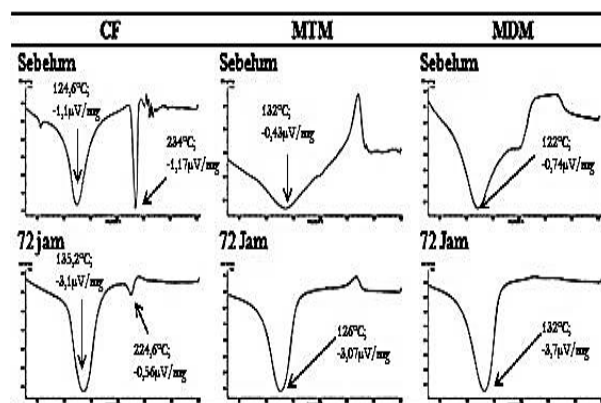 CF MTM MDM
Sebelum Sebelum Sebelum
124,6°C;
-1,1µV/mg
234°C;
-1,17µV/mg
132°C;
-0,43µV/mg
122°C;
-0,74µV/mg
72 jam 72 Jam 72 Jam
135,2°C;
-3,1µV/mg
224,6°C;
-0,56µV/mg
126°C;
-3,07µV/mg
132°C;
-3,7µV/mg